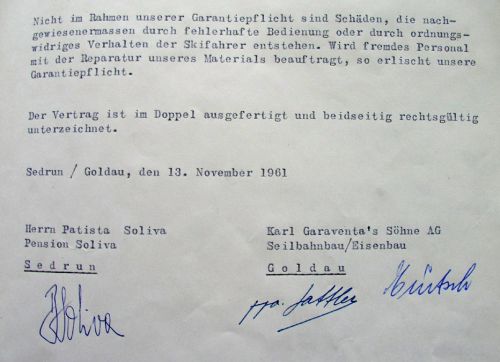 Nicht im Rahmen unserer Garantiepflicht sind Schäden, die nach-
gewiesenermassen durch fehlerhafte Bedienung oder durch ordnungs-
widriges Verhalten der Skifahrer entstehen. Wird fremdes Personal
mit der Reparatur unseres Materials beauftragt, so erlischt unsere
Garantiepflicht.
Der Vertrag ist im Doppel ausgefertigt und beidseitig rechtsgültig
unterzeichnet.
Sedrun / Goldau, den 13. November 1961
Herrn Patista Soliva
Pension Soliva
Sedrun
Karl Garaventa's Söhne AG
Seilbahnbau/Eisenbau
Goldau
BSoliva
ppa. Sattler